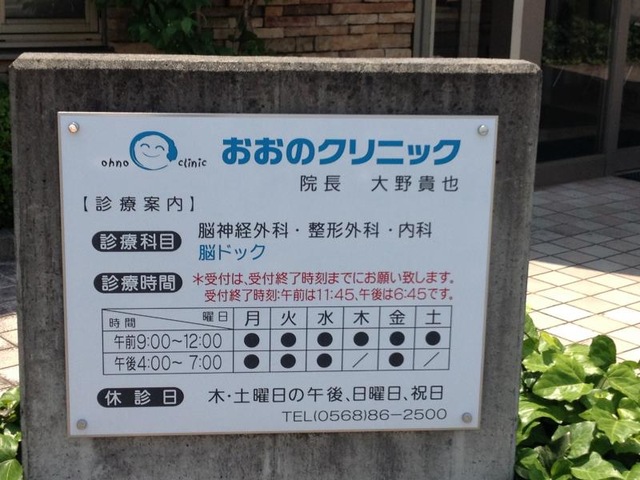 ohno clinic おおのクリニック
院長 大野貴也
【診療案内】
診療科目 脳神経外科・整形外科・内科
脳ドック
診療時間 *受付は、受付終了時刻までにお願い致します。
受付終了時刻:午前は11:45、午後は6:45です。
時間 曜日 月 火 水 木 金 土
午前9:00~12:00 ● ● ● ● ● ●
午後4:00~7:00 ● ● ● / ● /
休診日 木・土曜日の午後、日曜日、祝日
TEL(0568)86-2500